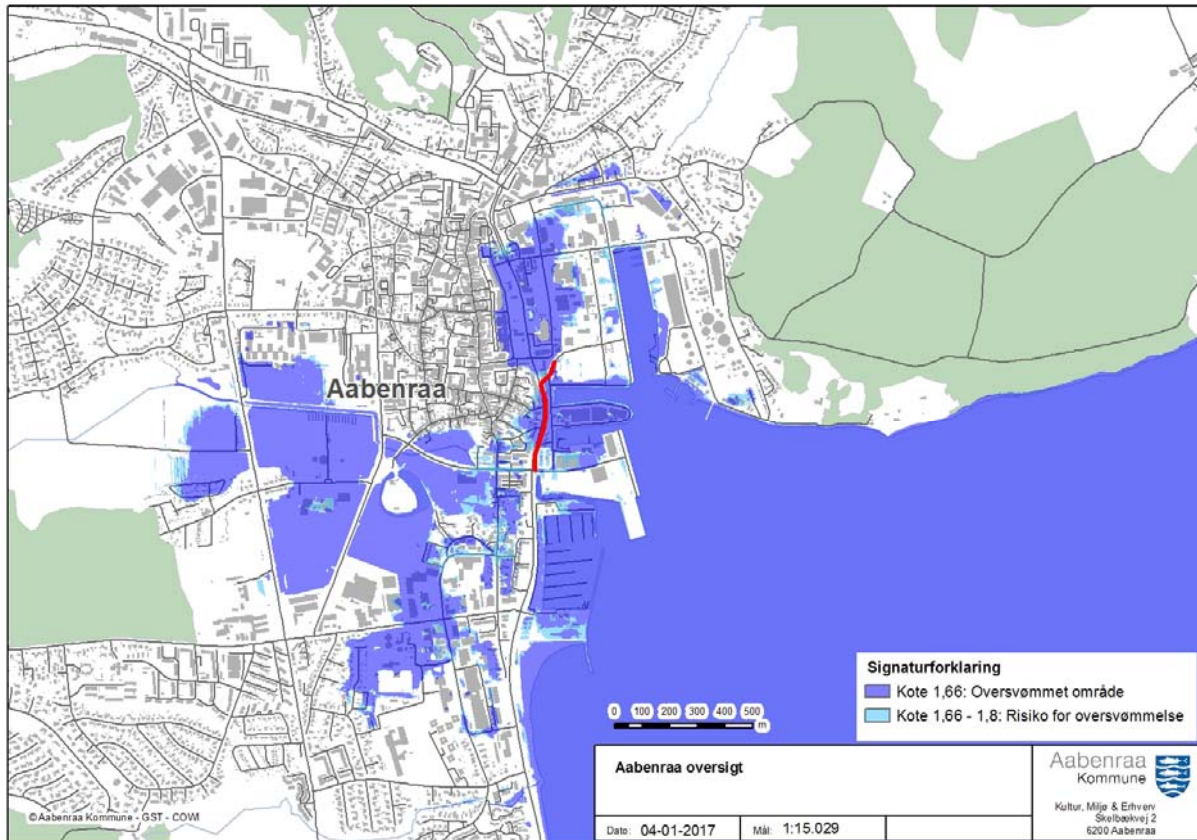 Aabenraa
Signaturforklaring
Kote 1,66: Oversvømmet område
Kote 1,66 - 1,8: Risiko for oversvømmelse
0 100 200 300 400 500
m
Aabenraa oversigt
Aabenraa
Kommune
Kultur, Miljø & Erhverv
Skelbækvej 2
6200 Aabenraa
©Aabenraa Kommune - GST - COWI
Dato: 04-01-2017
Mål: 1:15.029